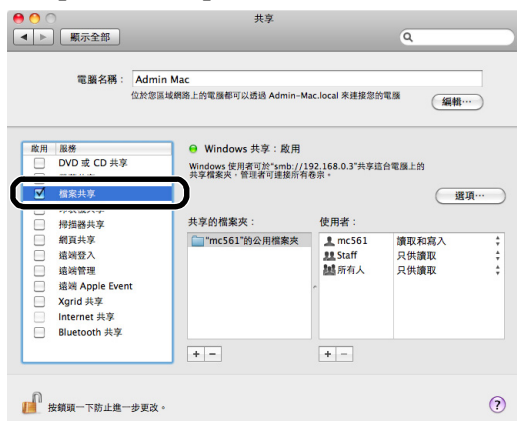 共享
顯示全部
電腦名稱： Admin Mac
位於您區域網路上的電腦都可以透過 Admin-Mac.local 來連接您的電腦
編輯…
啟用 服務
DVD 或 CD 共享
檔案共享
掃描器共享
網頁共享
遠端登入
遠端管理
遠端 Apple Event
Xgrid 共享
Internet 共享
Bluetooth 共享
Windows 共享：啟用
Windows 使用者可於“smb://192.168.0.3”共享這台電腦上的
共享檔案夾，管理者可連接所有卷宗。
選項…
共享的檔案夾：
“mc561”的公用檔案夾
使用者：
mc561 讀取和寫入
Staff 只供讀取
所有人 只供讀取
按鎖頭一下防止進一步更改。